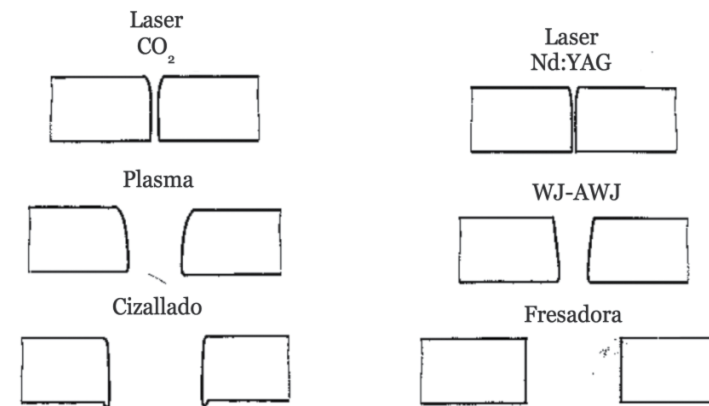 Laser
CO₂
Laser
Nd:YAG
Plasma
WJ-AWJ
Cizallado
Fresadora